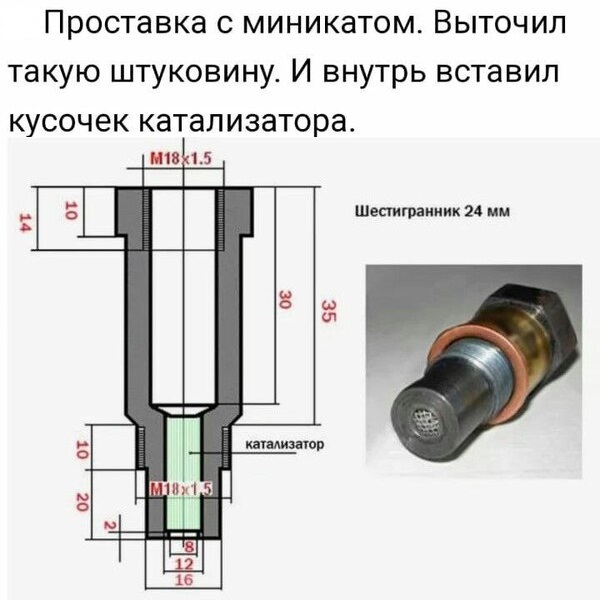 Проставка с миникатом. Выточил
такую штуковину. И внутрь вставил
кусочек катализатора.
M18x1.5
Шестигранник 24 мм
14
10
30
35
10
катализатор
20
M18x1,5
2
8
12
16